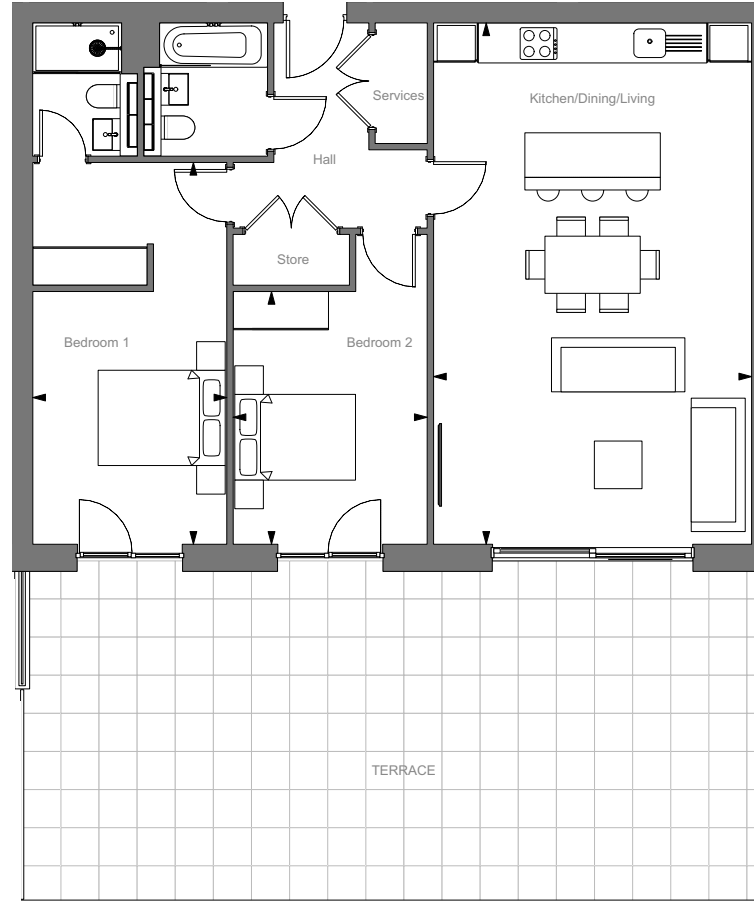 Kitchen/Dining/Living
Services
Hall
Store
Bedroom 1
Bedroom 2
TERRACE